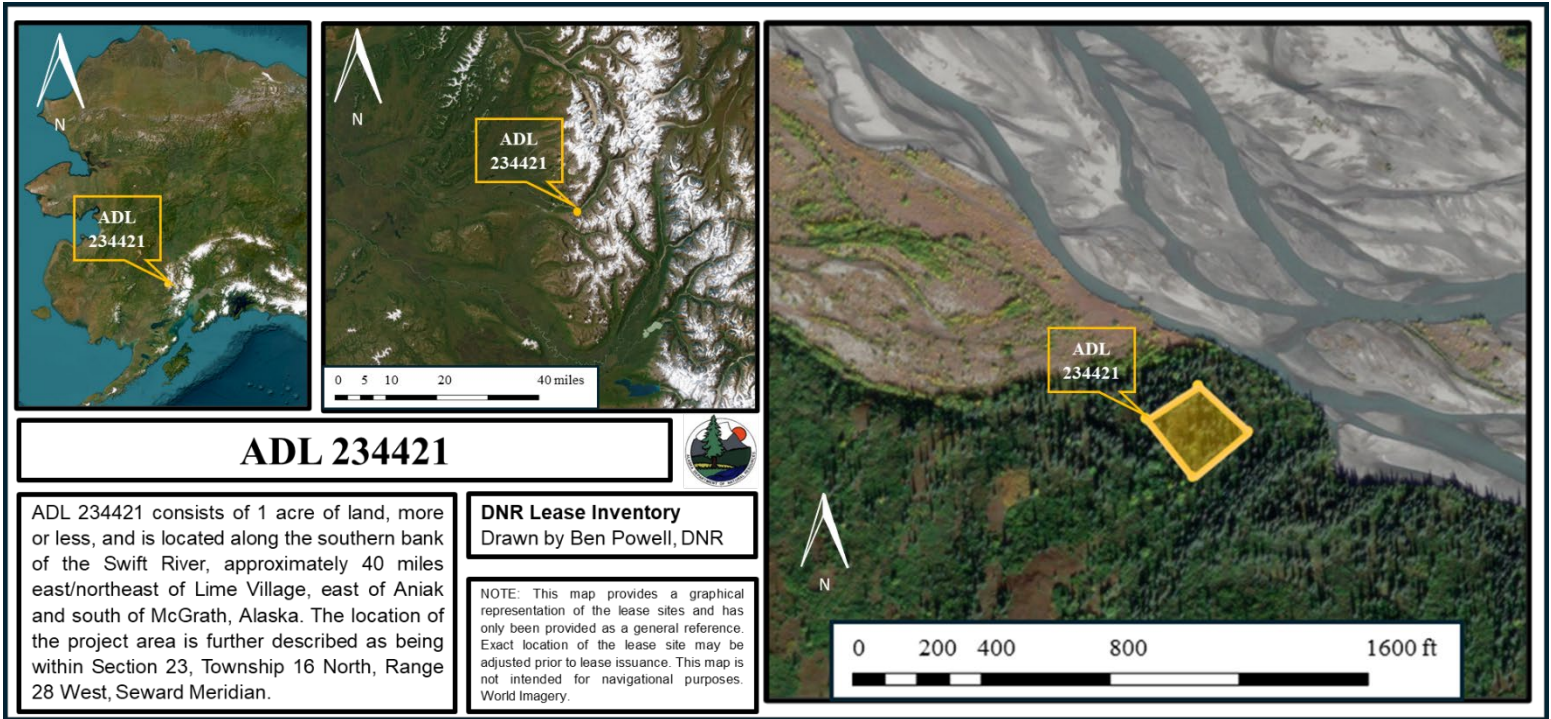 N
ADL
234421
N
ADL
234421
0 5 10 20 40 miles
ADL 234421
ADL 234421 consists of 1 acre of land, more
or less, and is located along the southern bank
of the Swift River, approximately 40 miles
east/northeast of Lime Village, east of Aniak
and south of McGrath, Alaska. The location of
the project area is further described as being
within Section 23, Township 16 North, Range
28 West, Seward Meridian.
DNR Lease Inventory
Drawn by Ben Powell, DNR
NOTE: This map provides a graphical
representation of the lease sites and has
only been provided as a general reference.
Exact location of the lease site may be
adjusted prior to lease issuance. This map is
not intended for navigational purposes.
World Imagery.
ADL
234421
N
0 200 400 800 1600 ft